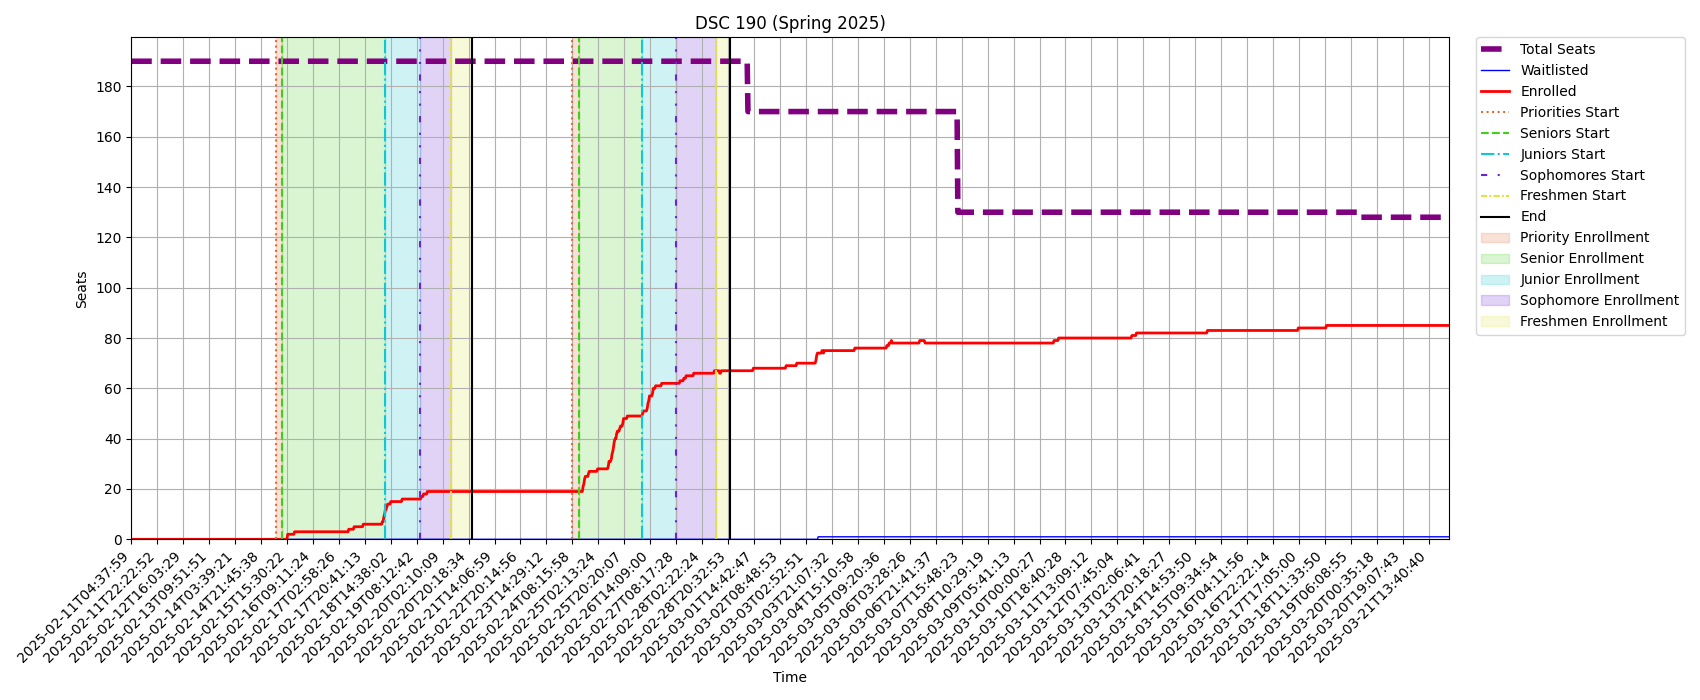 DSC 190 (Spring 2025)
Seats
180
160
140
120
100
80
60
40
20
0
2025-02-11T04:37:59
2025-02-11T22:22:52
2025-02-12T16:03:29
2025-02-13T09:51:51
2025-02-14T03:39:21
2025-02-14T21:45:38
2025-02-15T15:30:22
2025-02-16T09:11:24
2025-02-17T02:58:26
2025-02-17T20:41:13
2025-02-18T14:38:02
2025-02-19T08:12:42
2025-02-20T02:10:09
2025-02-20T20:18:34
2025-02-21T14:06:59
2025-02-22T20:14:56
2025-02-23T14:29:12
2025-02-24T08:15:58
2025-02-25T02:13:24
2025-02-25T20:20:07
2025-02-26T14:09:00
2025-02-27T08:17:28
2025-02-28T02:22:24
2025-02-28T20:32:53
2025-03-01T14:42:47
2025-03-02T08:48:53
2025-03-03T02:52:51
2025-03-03T21:07:32
2025-03-04T15:10:58
2025-03-05T09:20:36
2025-03-06T03:28:26
2025-03-06T21:41:37
2025-03-07T15:48:23
2025-03-08T10:29:19
2025-03-09T05:41:13
2025-03-10T00:00:27
2025-03-10T18:40:28
2025-03-11T13:09:12
2025-03-12T07:45:04
2025-03-13T02:06:41
2025-03-13T20:18:27
2025-03-14T14:53:50
2025-03-15T09:34:54
2025-03-16T04:11:56
2025-03-16T22:22:14
2025-03-17T17:05:00
2025-03-18T11:33:50
2025-03-19T06:08:55
2025-03-20T00:35:18
2025-03-20T19:07:43
2025-03-21T13:40:40
Time
Total Seats
Waitlisted
Enrolled
Priorities Start
Seniors Start
Juniors Start
Sophomores Start
Freshmen Start
End
Priority Enrollment
Senior Enrollment
Junior Enrollment
Sophomore Enrollment
Freshmen Enrollment